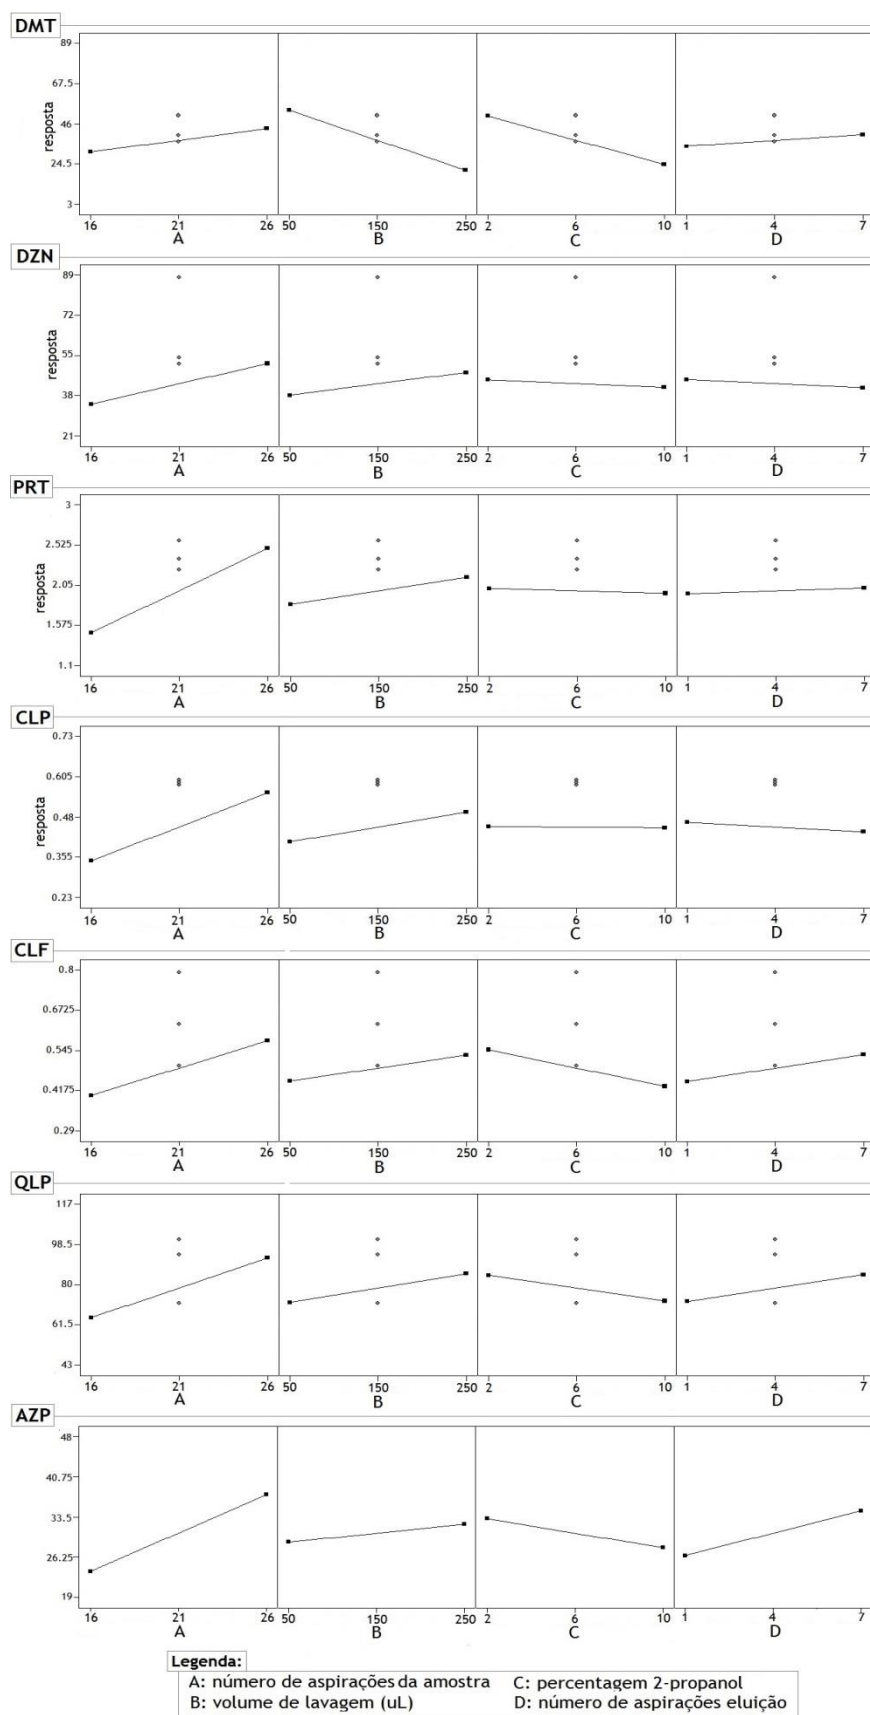 DMT
89
67.5
46
24.5
3
resposta
16 21 26 50 150 250 2 6 10 1 4 7
A B C D
DZN
89
72
55
38
21
resposta
16 21 26 50 150 250 2 6 10 1 4 7
A B C D
PRT
3
2.525
2.05
1.575
1.1
resposta
16 21 26 50 150 250 2 6 10 1 4 7
A B C D
CLP
0.73
0.605
0.48
0.355
0.23
resposta
16 21 26 50 150 250 2 6 10 1 4 7
A B C D
CLF
0.8
0.6725
0.545
0.4175
0.29
16 21 26 50 150 250 2 6 10 1 4 7
A B C D
QLP
117
98.5
80
61.5
43
16 21 26 50 150 250 2 6 10 1 4 7
A B C D
AZP
48
40.75
33.5
26.25
19
16 21 26 50 150 250 2 6 10 1 4 7
A B C D
Legenda:
A: número de aspirações da amostra C: percentagem 2-propanol
B: volume de lavagem (uL) D: número de aspirações eluição